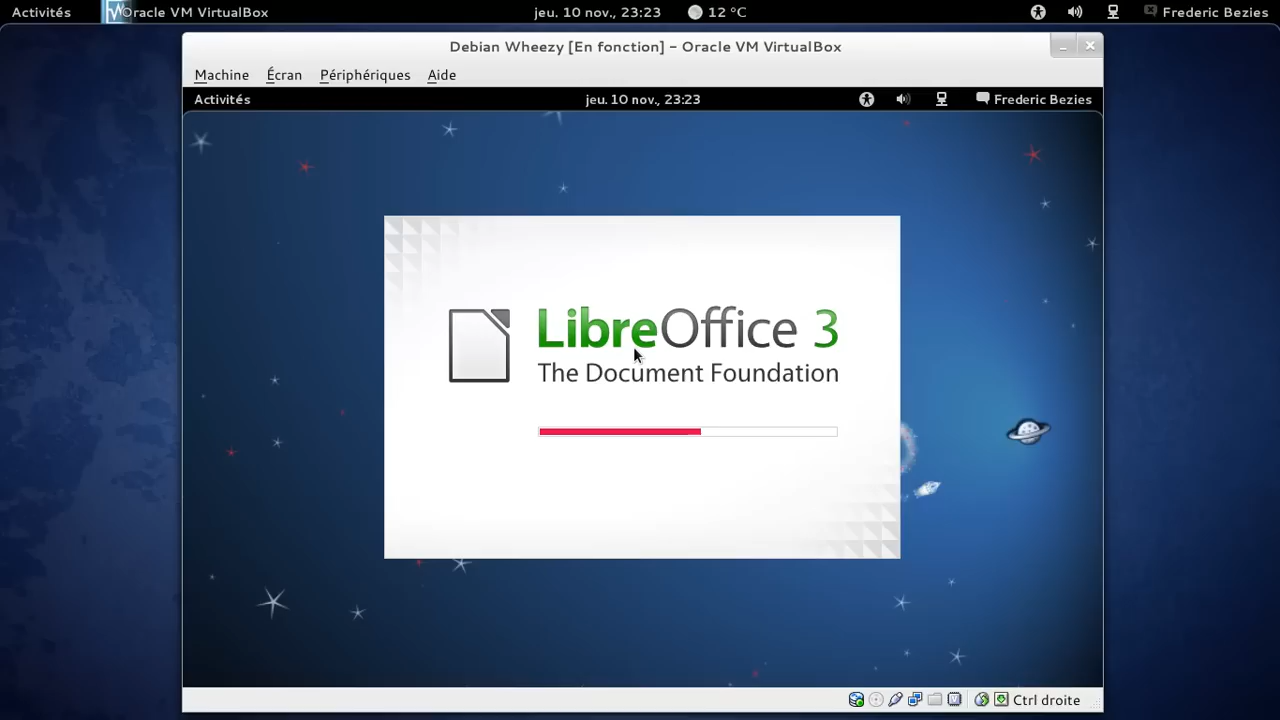 Activités Oracle VM VirtualBox jeu. 10 nov., 23:23 12 °C Frederic Bezies
Debian Wheezy [En fonction] - Oracle VM VirtualBox
Machine Écran Périphériques Aide
Activités jeu. 10 nov., 23:23 Frederic Bezies
LibreOffice 3
The Document Foundation
Ctrl droite